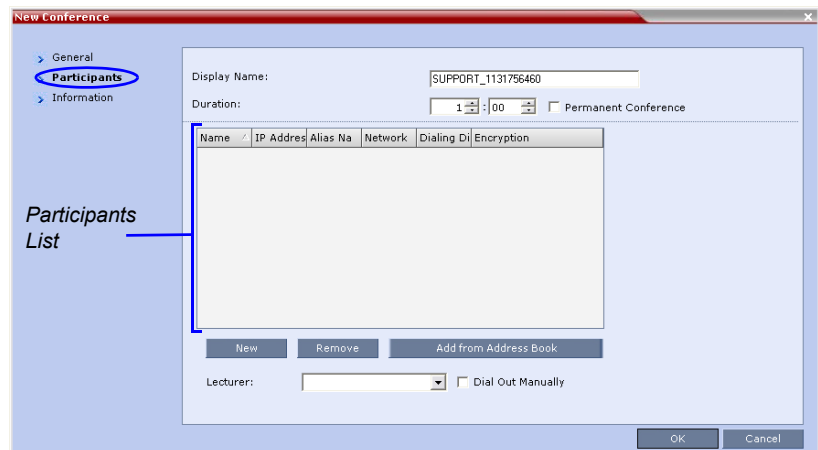 New Conference
General
Participants
Information
Display Name: SUPPORT_1131756460
Duration: 1 : 00 Permanent Conference
Name IP Addres Alias Na Network Dialing Di Encryption
Participants
List
New Remove Add from Address Book
Lecturer: Dial Out Manually
OK Cancel